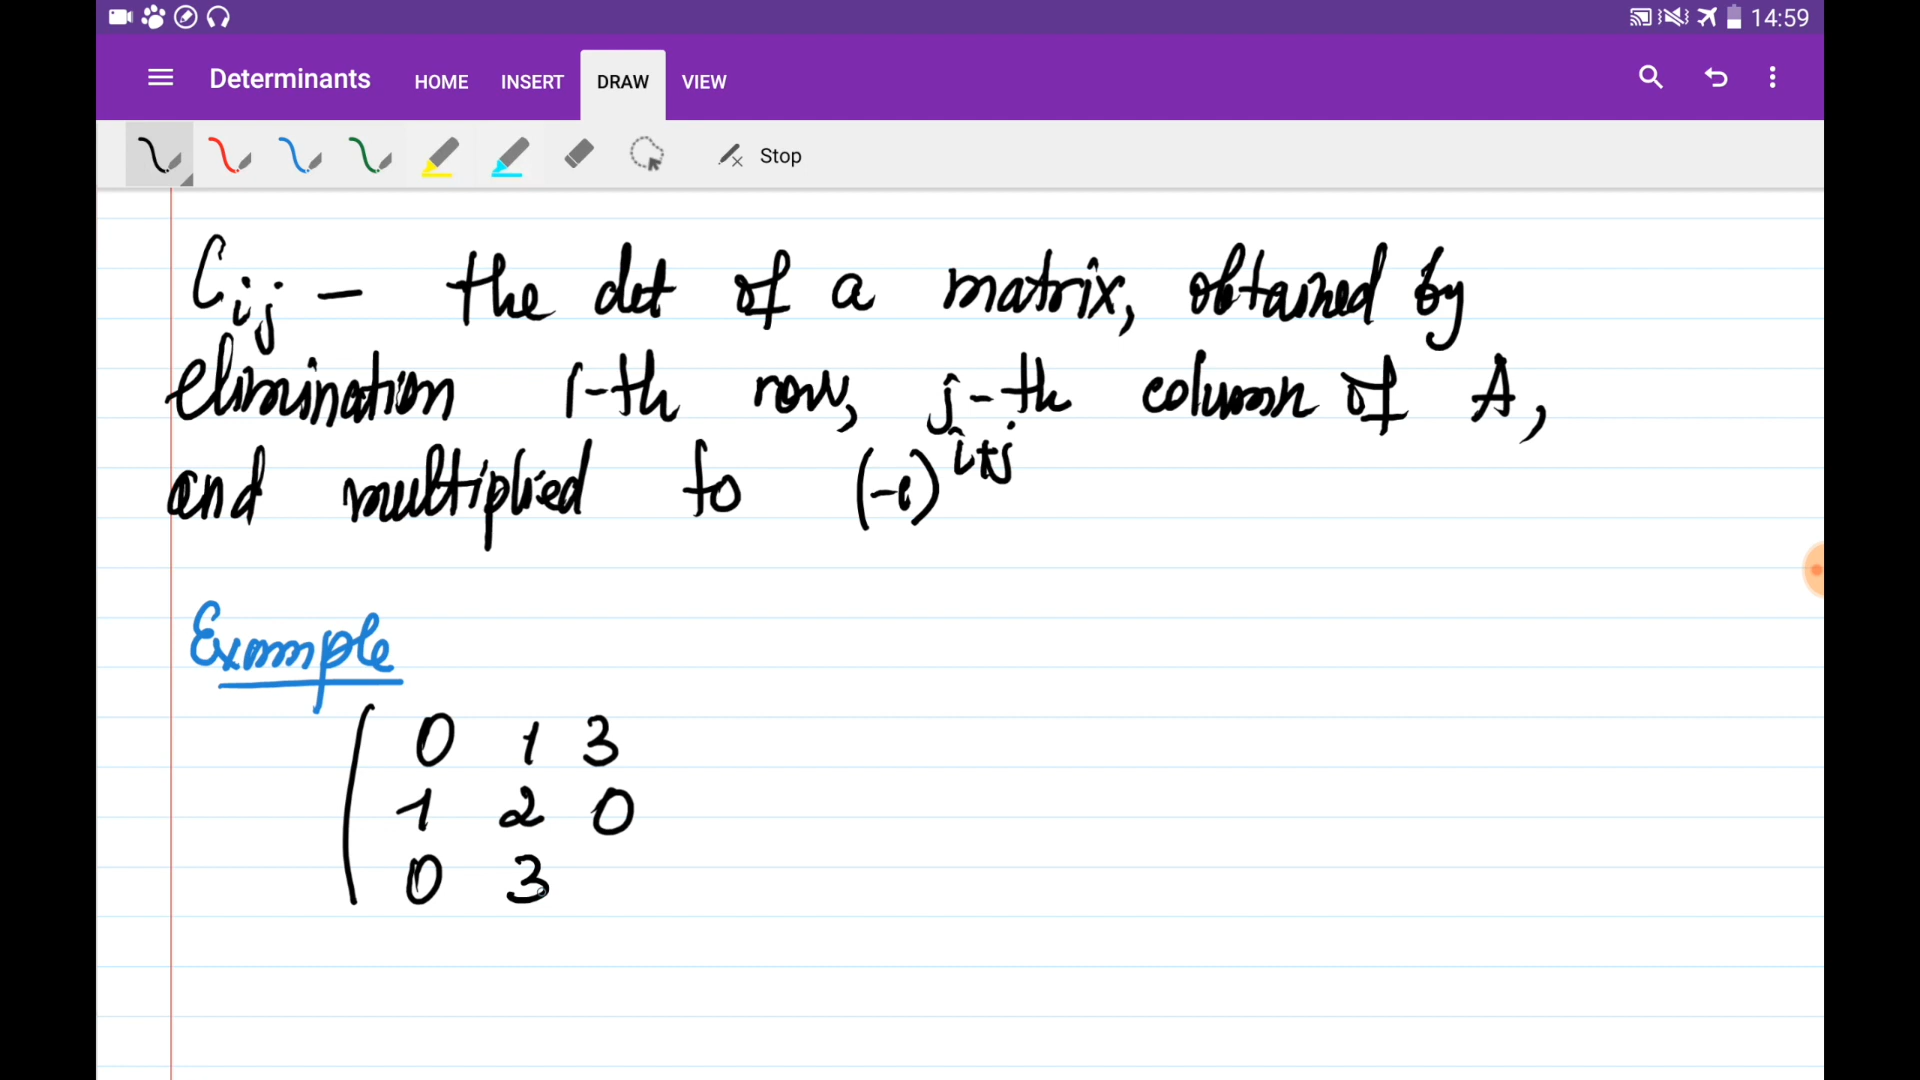 14:59
Determinants HOME INSERT DRAW VIEW
Stop
Cij - the det of a matrix, obtained by
elimination i-th row, j-th column of A,
and multiplied to (-1)^{i+j}
Example
( 0 1 3
1 2 0
0 3